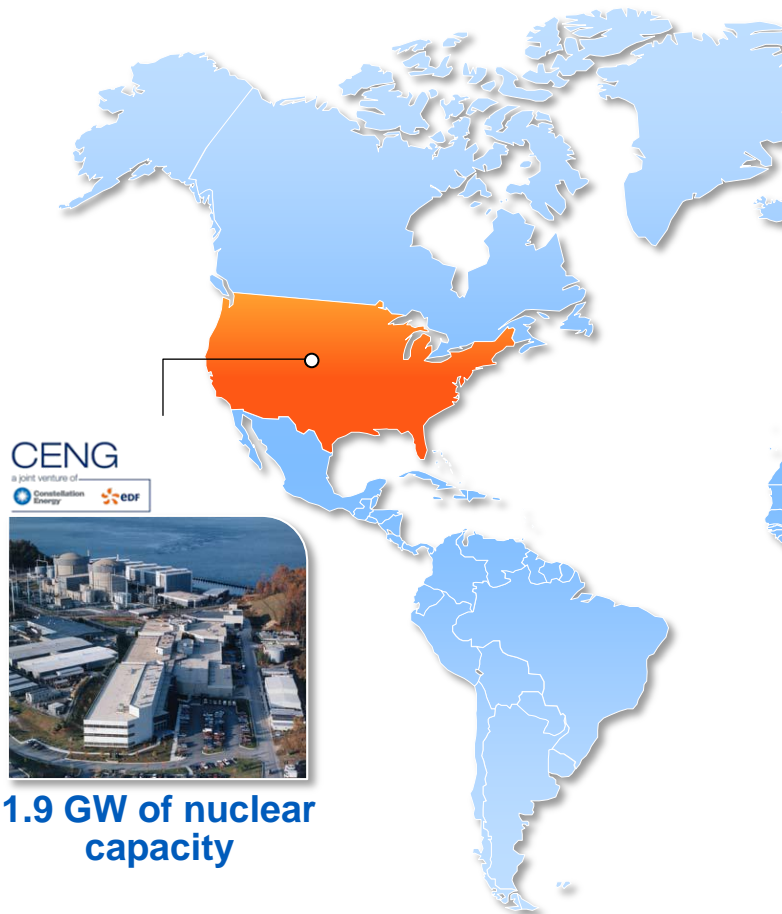 CENG
a joint venture of
Constellation
Energy
eDF
1.9 GW of nuclear
capacity